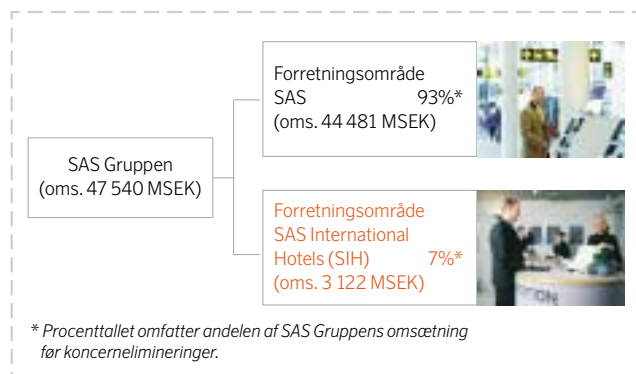 SAS Gruppen
(oms. 47 540 MSEK)
Forretningsområde
SAS 93%*
(oms. 44 481 MSEK)
Forretningsområde
SAS International
Hotels (SIH) 7%*
(oms. 3 122 MSEK)
* Procenttallet omfatter andelen af SAS Gruppens omsætning
før koncernelimineringer.